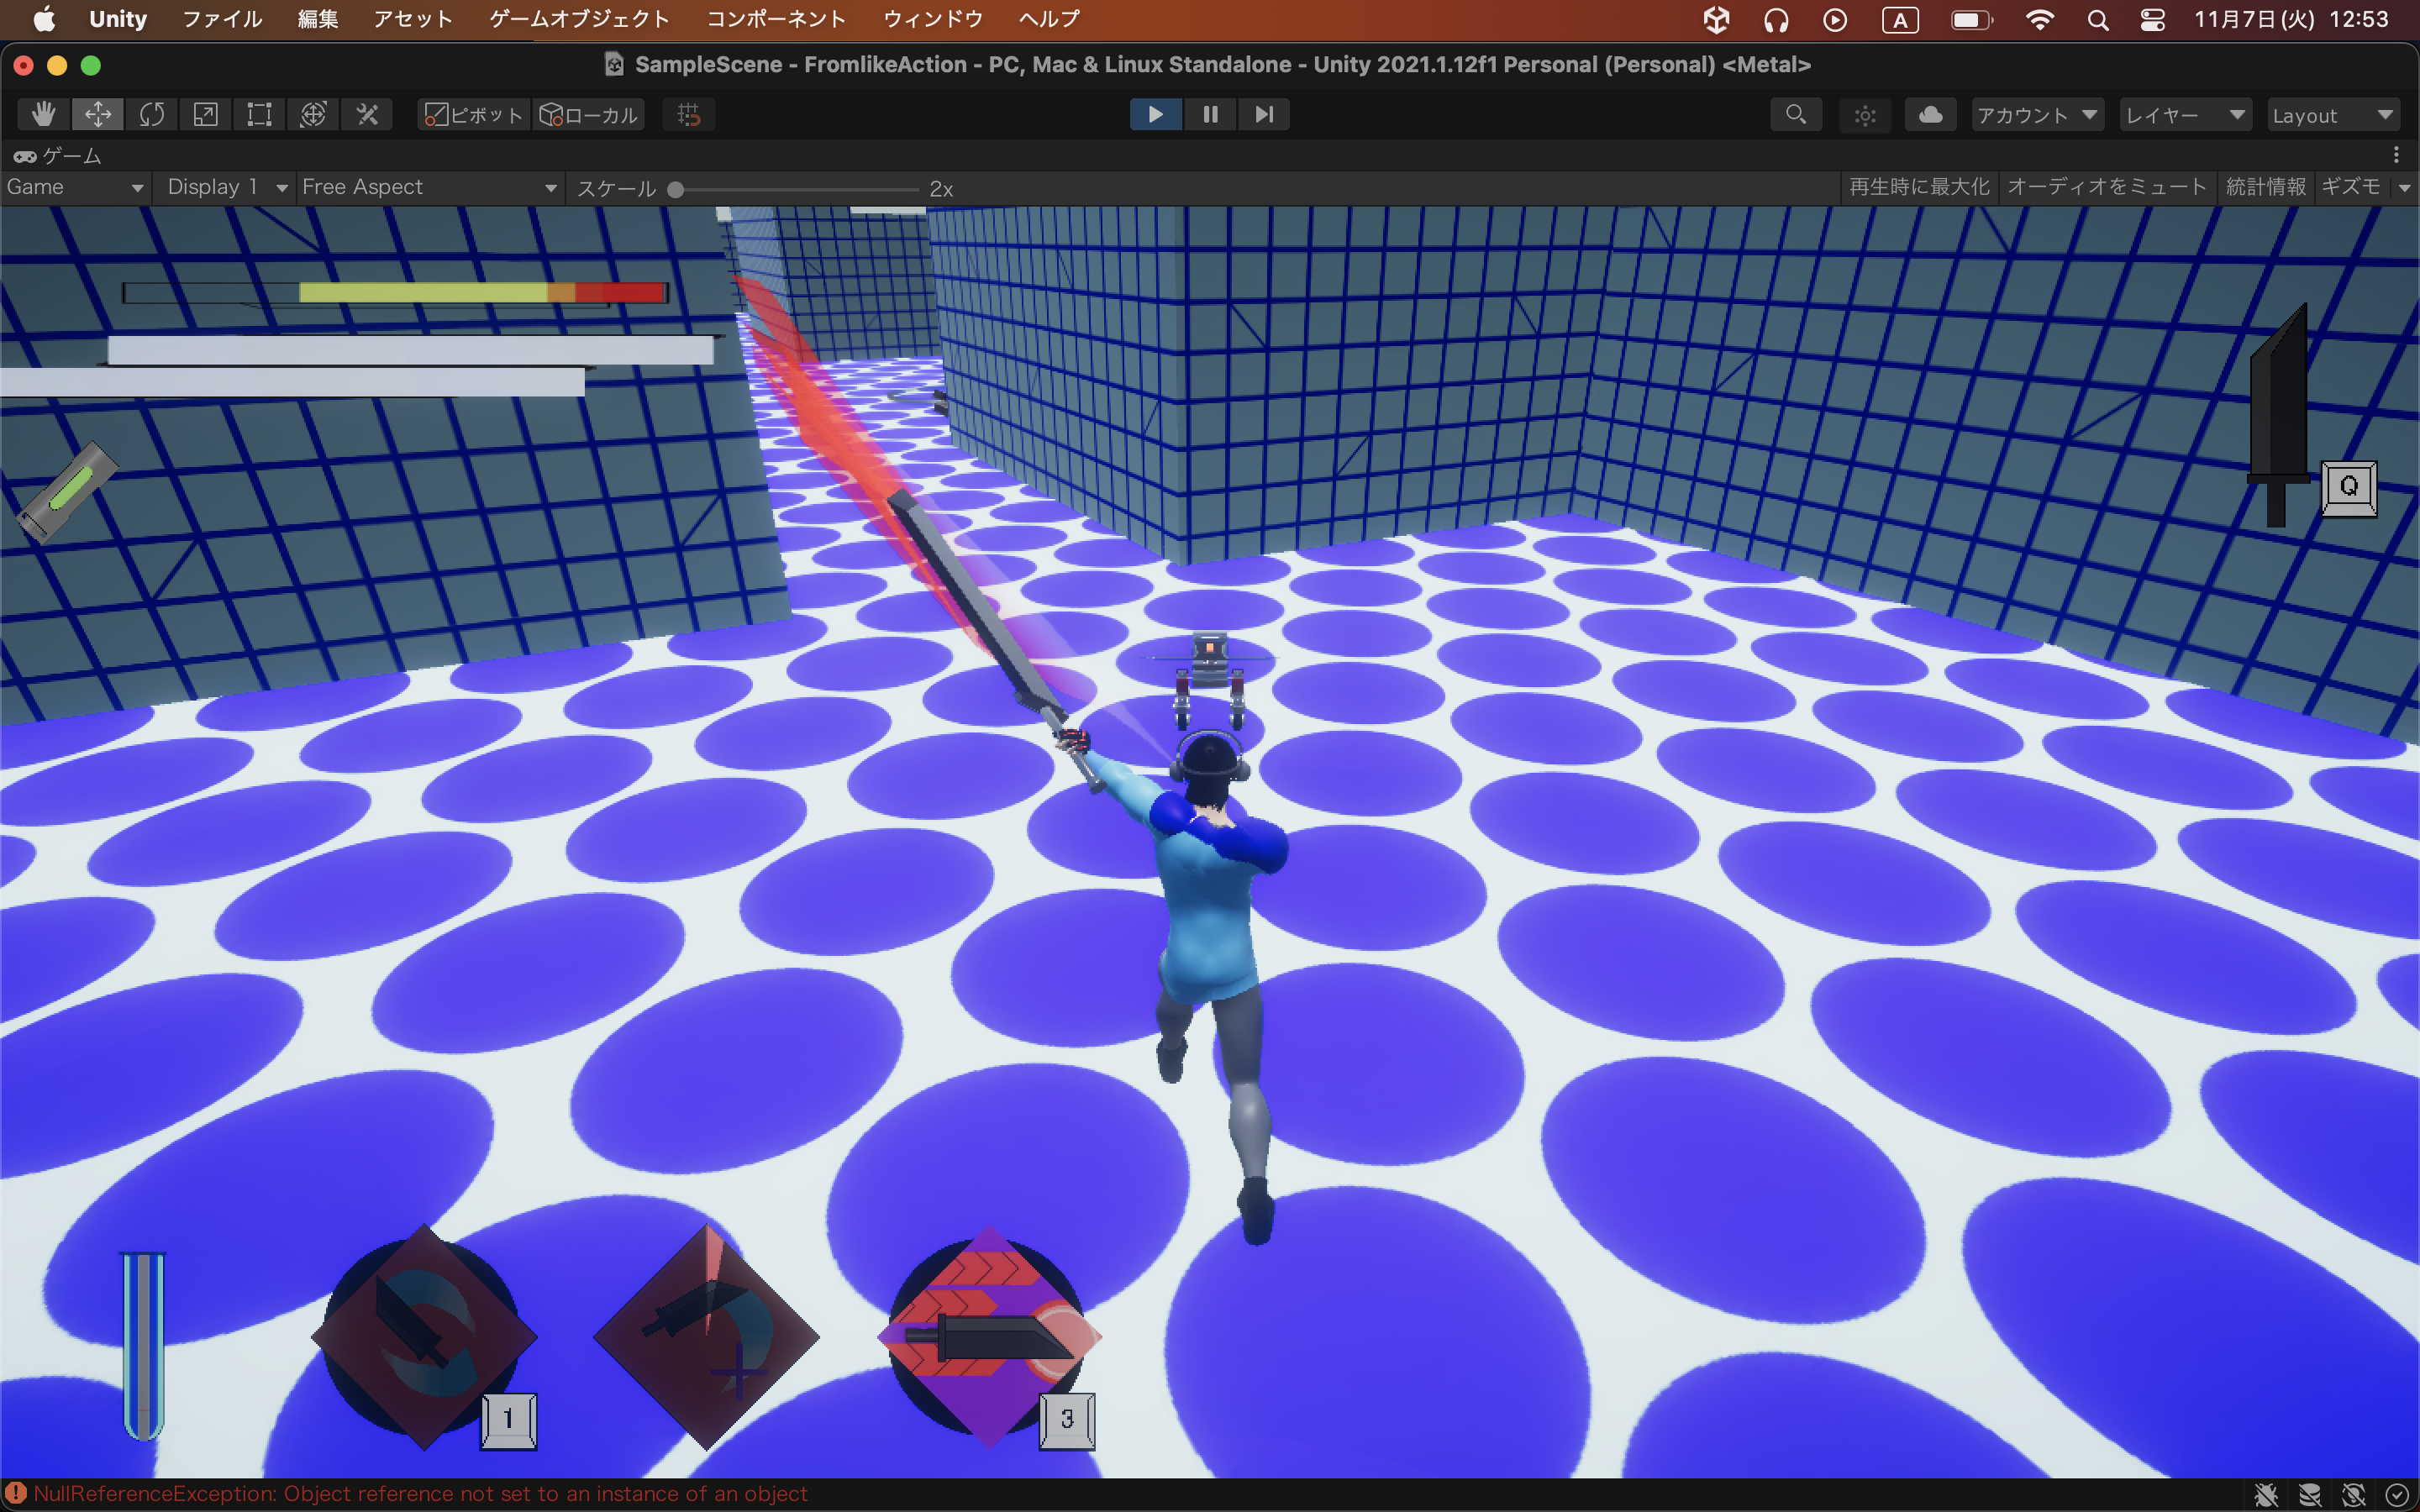 Unity ファイル 編集 アセット ゲームオブジェクト コンポーネント ウィンドウ ヘルプ A 11月7日(火) 12:53
SampleScene - FromlikeAction - PC, Mac & Linux Standalone - Unity 2021.1.12f1 Personal (Personal) <Metal>
ピボット ローカル アカウント レイヤー Layout
ゲーム
Game Display 1 Free Aspect スケール 2x 再生時に最大化 オーディオをミュート 統計情報 ギズモ
Q
1 3
NullReferenceException: Object reference not set to an instance of an object